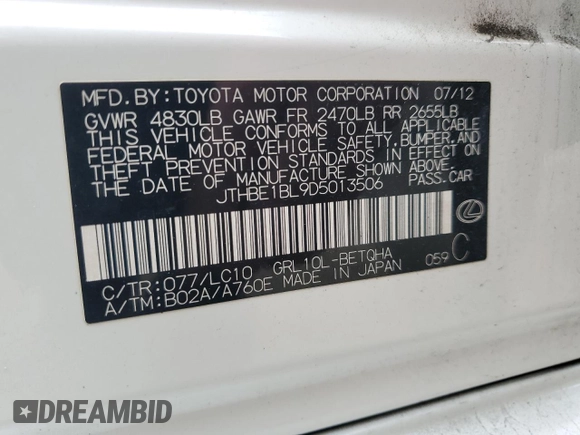 MFD. BY: TOYOTA MOTOR CORPORATION 07/12
GVWR 4830LB GAWR FR 2470LB RR 2655LB
THIS VEHICLE CONFORMS TO ALL APPLICABLE
FEDERAL MOTOR VEHICLE SAFETY, BUMPER, AND
THEFT PREVENTION STANDARDS IN EFFECT ON
THE DATE OF MANUFACTURE SHOWN ABOVE.
JTHBE1BL9D5013506 PASS. CAR
C/TR: 077/LC10 GRL10L-BETQHA 059 C
A/TM: B02A/A760E MADE IN JAPAN
DREAMBID